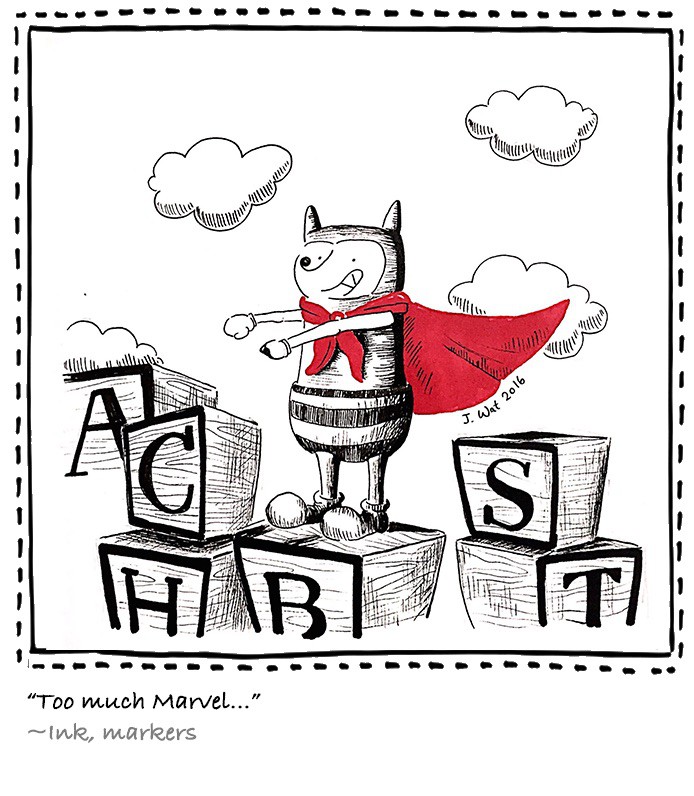 A
C
J. Wat 2016
S
H B T
"Too much Marvel..."
~Ink, markers